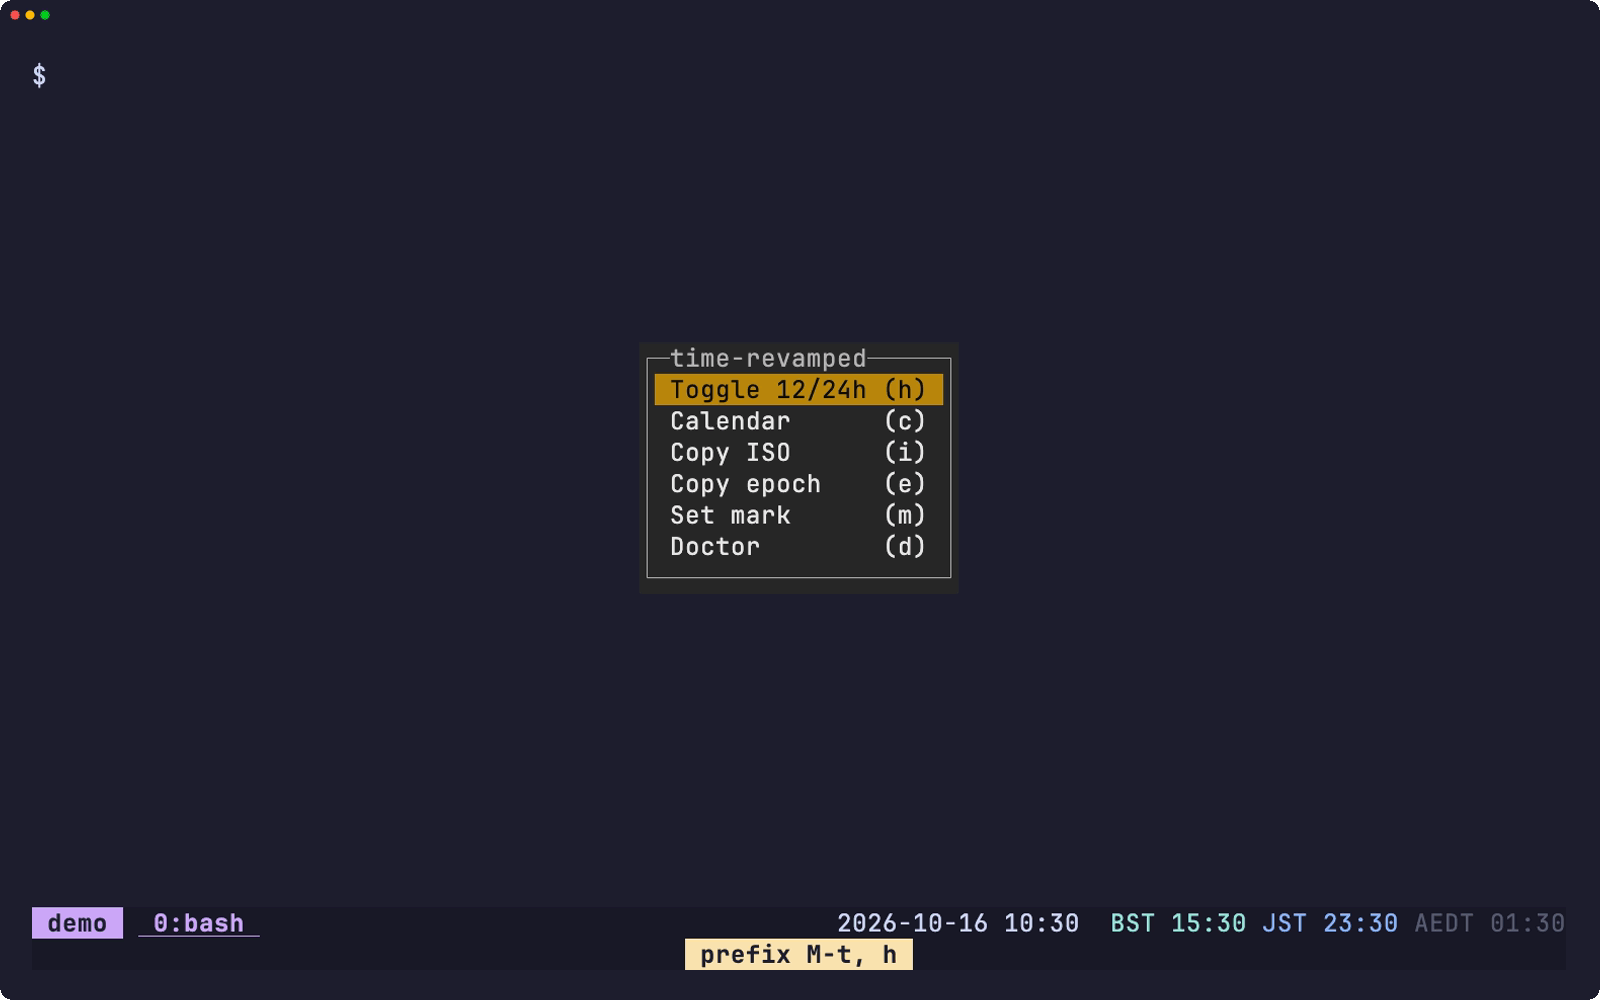 $
time-revamped
Toggle 12/24h (h)
Calendar (c)
Copy ISO (i)
Copy epoch (e)
Set mark (m)
Doctor (d)
demo 0:bash 2026-10-16 10:30 BST 15:30 JST 23:30 AEDT 01:30
prefix M-t, h